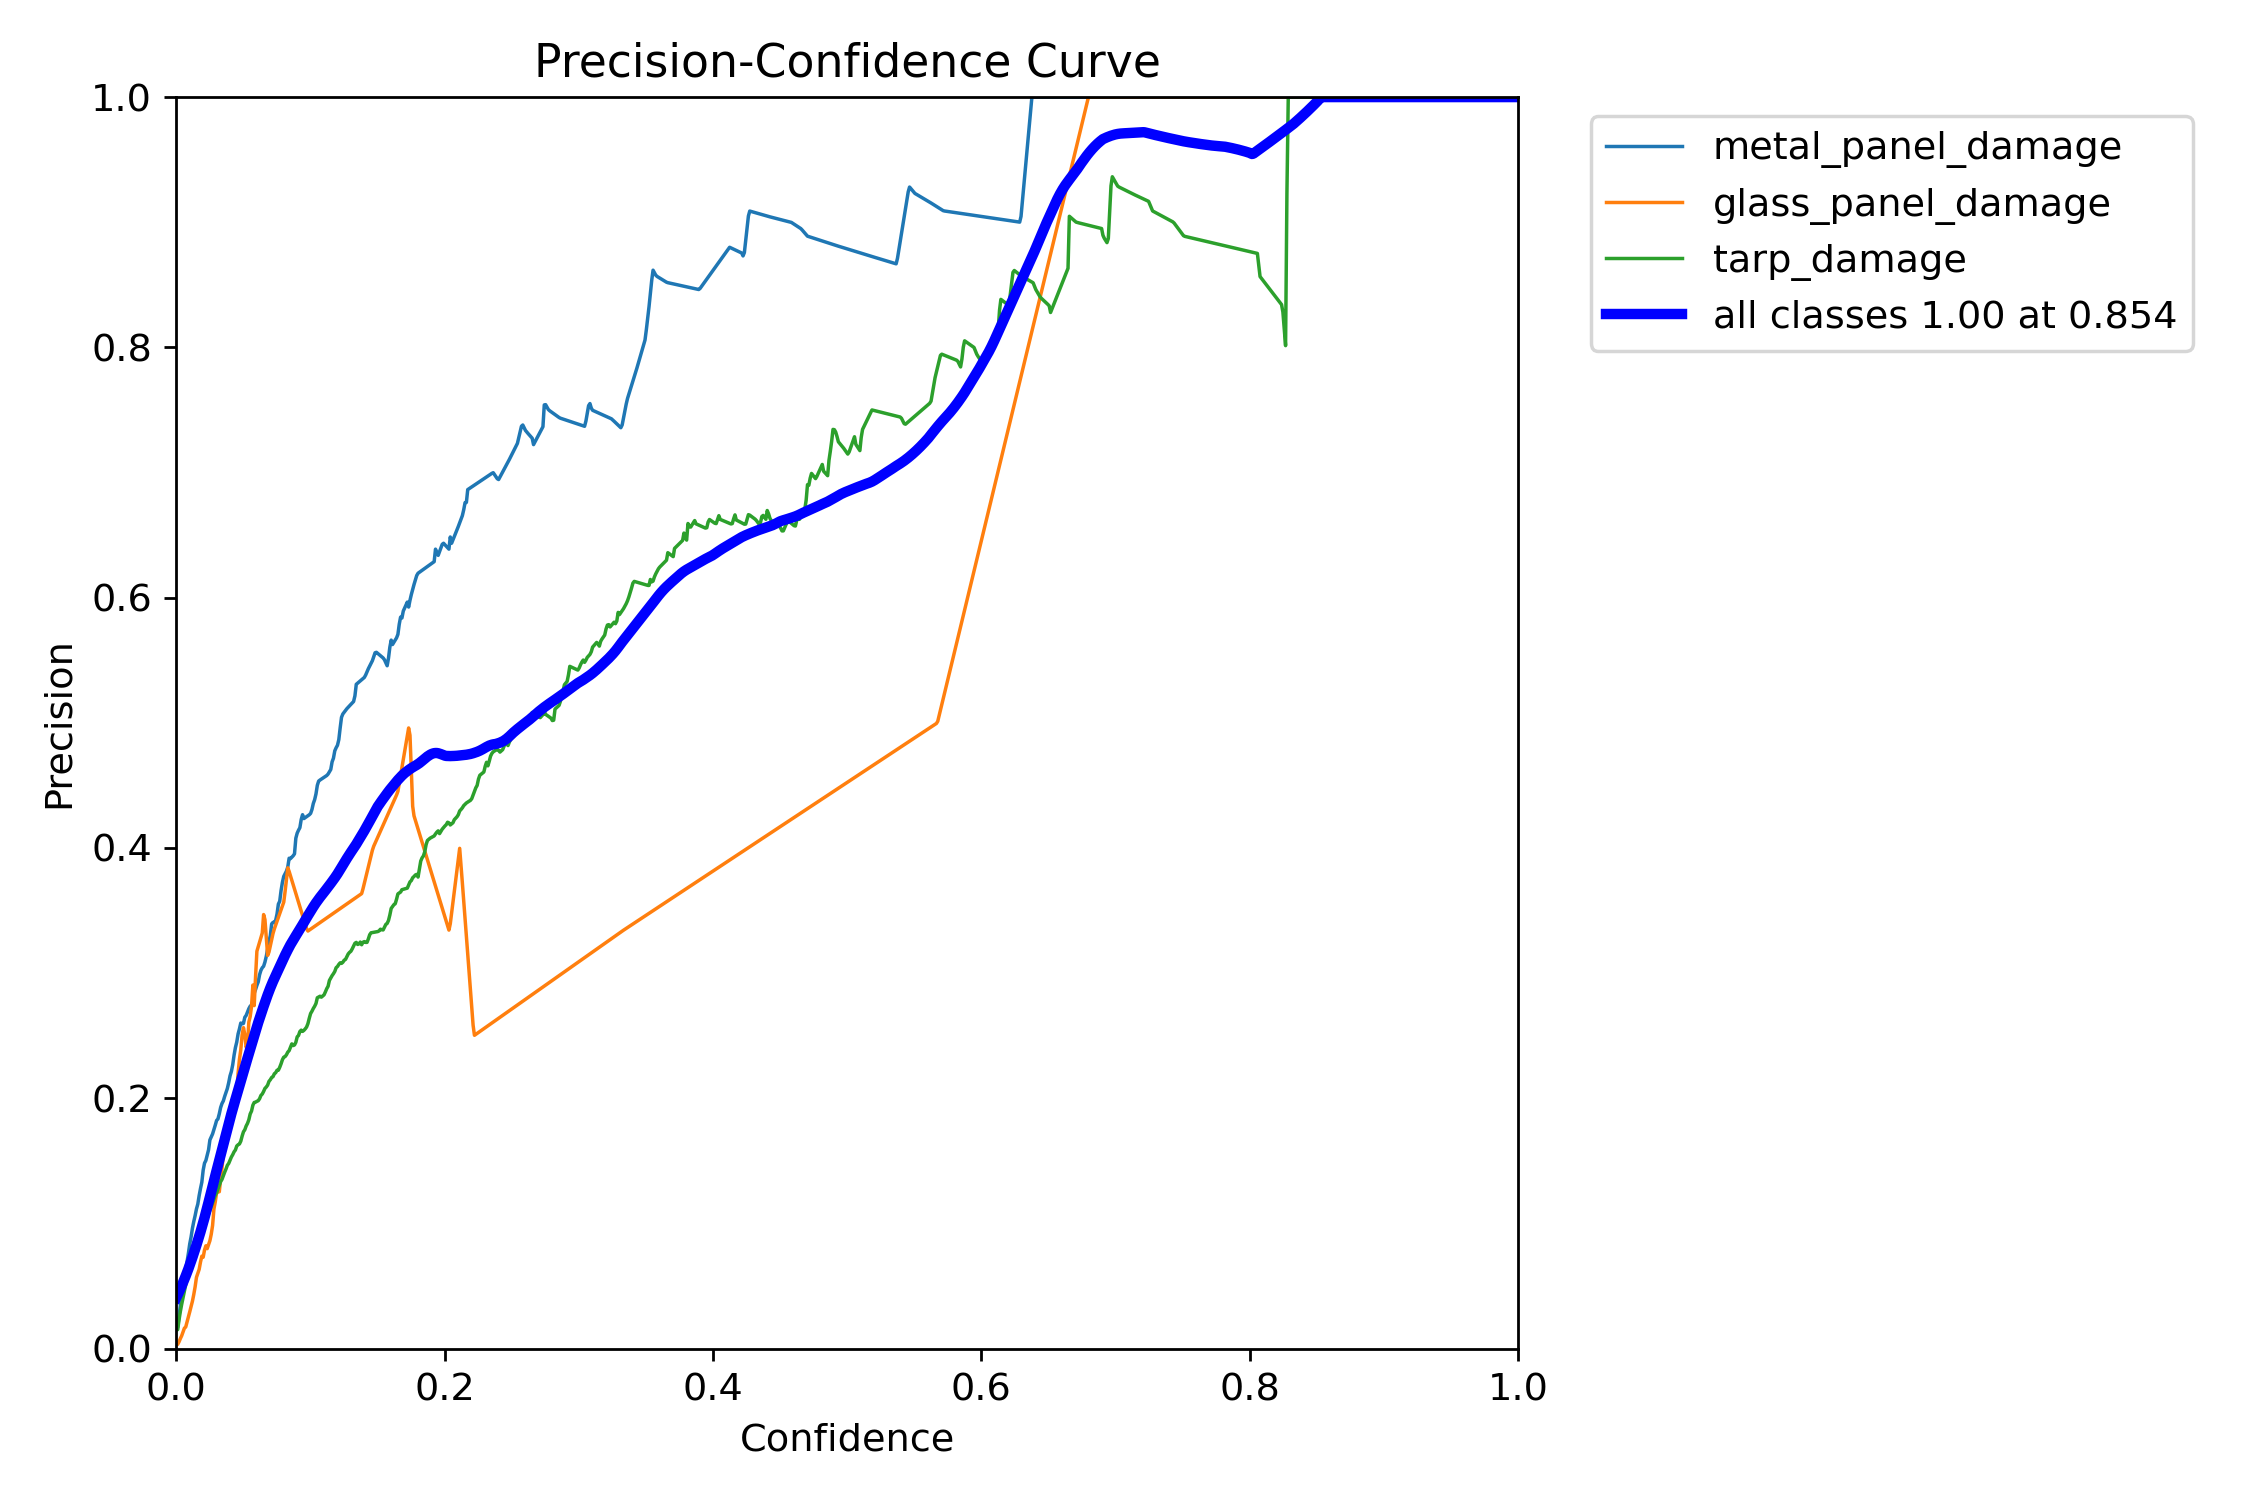 Precision-Confidence Curve
1.0
0.8
0.6
0.4
0.2
0.0
Precision
0.0 0.2 0.4 0.6 0.8 1.0
Confidence
metal_panel_damage
glass_panel_damage
tarp_damage
all classes 1.00 at 0.854